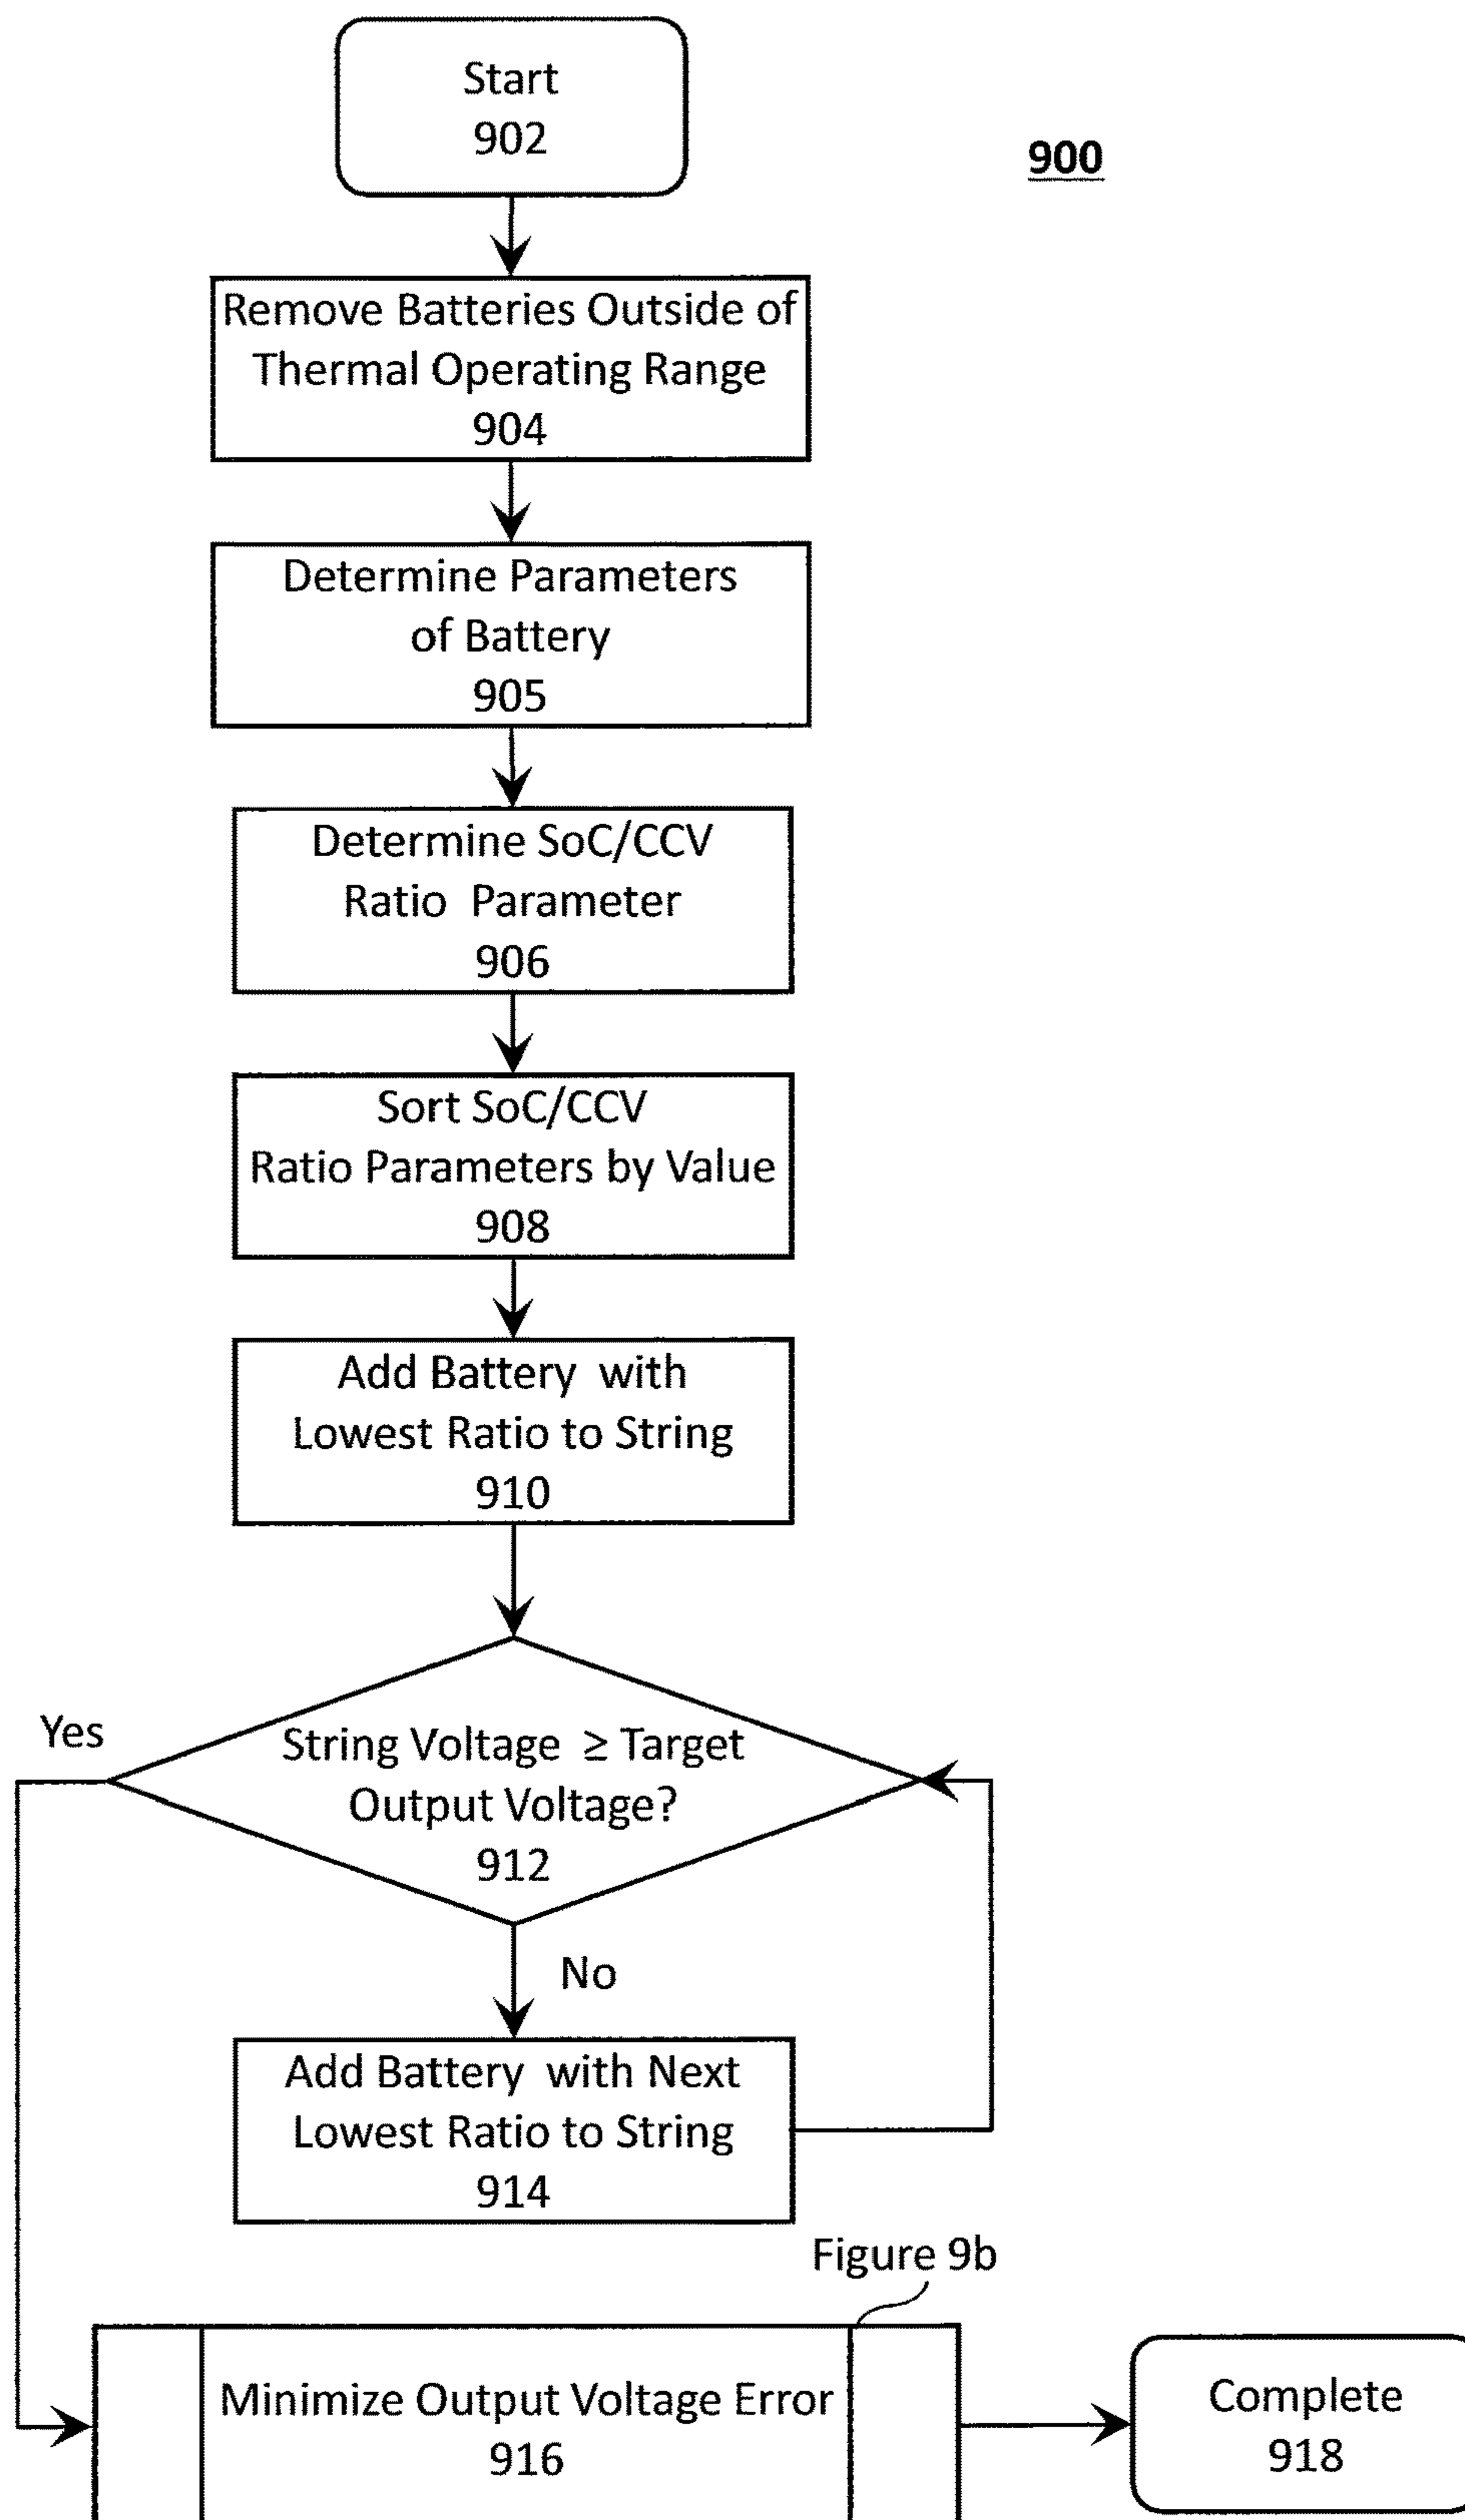 Start
902
900
Remove Batteries Outside of
Thermal Operating Range
904
Determine Parameters
of Battery
905
Determine SoC/CCV
Ratio Parameter
906
Sort SoC/CCV
Ratio Parameters by Value
908
Add Battery with
Lowest Ratio to String
910
Yes
String Voltage ≥ Target
Output Voltage?
912
No
Add Battery with Next
Lowest Ratio to String
914
Figure 9b
Minimize Output Voltage Error
916
Complete
918